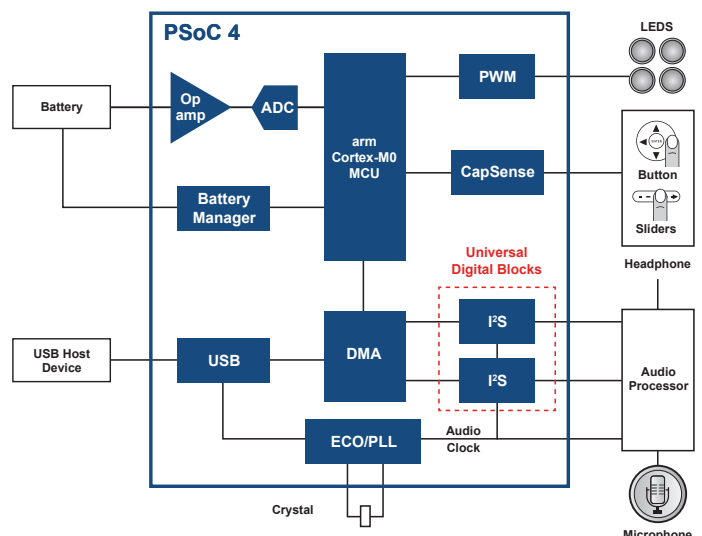 PSoC 4
LEDS
PWM
Battery
Op
amp
ADC
arm
Cortex-M0
MCU
CapSense
ENTER
Button
Sliders
Battery
Manager
Universal
Digital Blocks
Headphone
I²S
USB Host
Device
USB
DMA
I²S
Audio
Processor
ECO/PLL
Audio
Clock
Crystal
Microphone